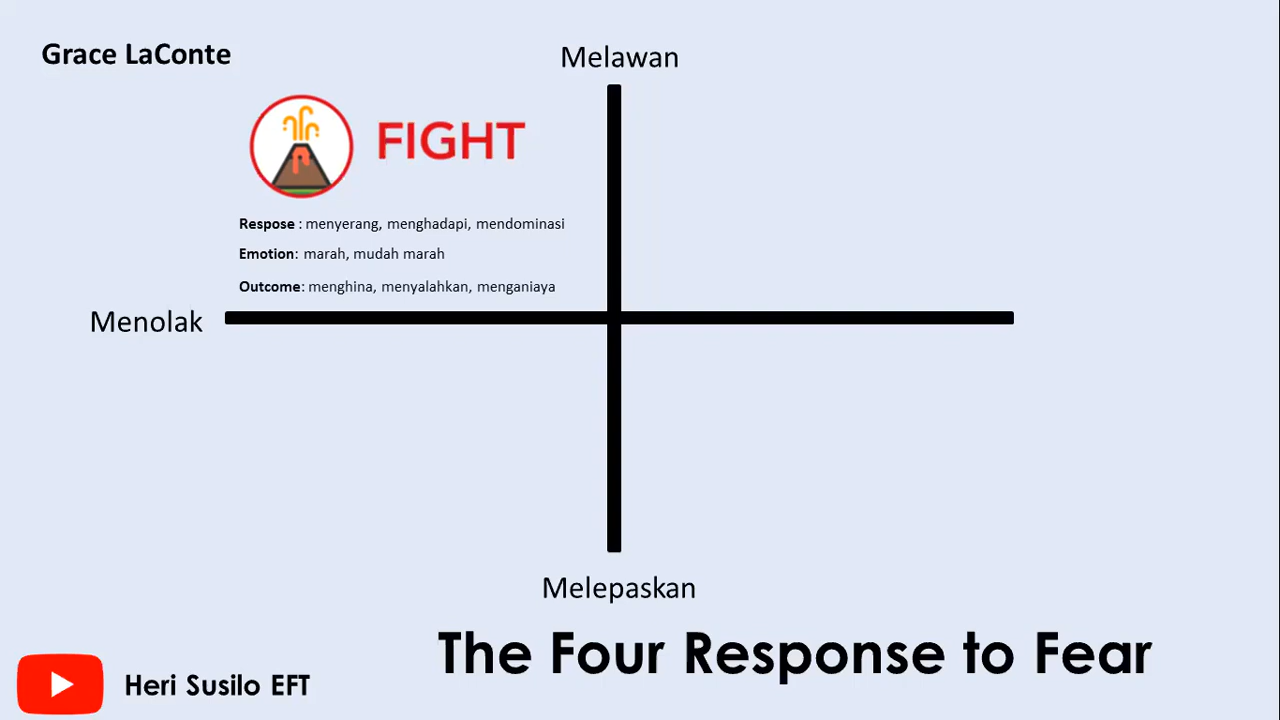 Grace LaConte
Melawan
FIGHT
Respose : menyerang, menghadapi, mendominasi
Emotion: marah, mudah marah
Outcome: menghina, menyalahkan, menganiaya
Menolak
Melepaskan
The Four Response to Fear
Heri Susilo EFT